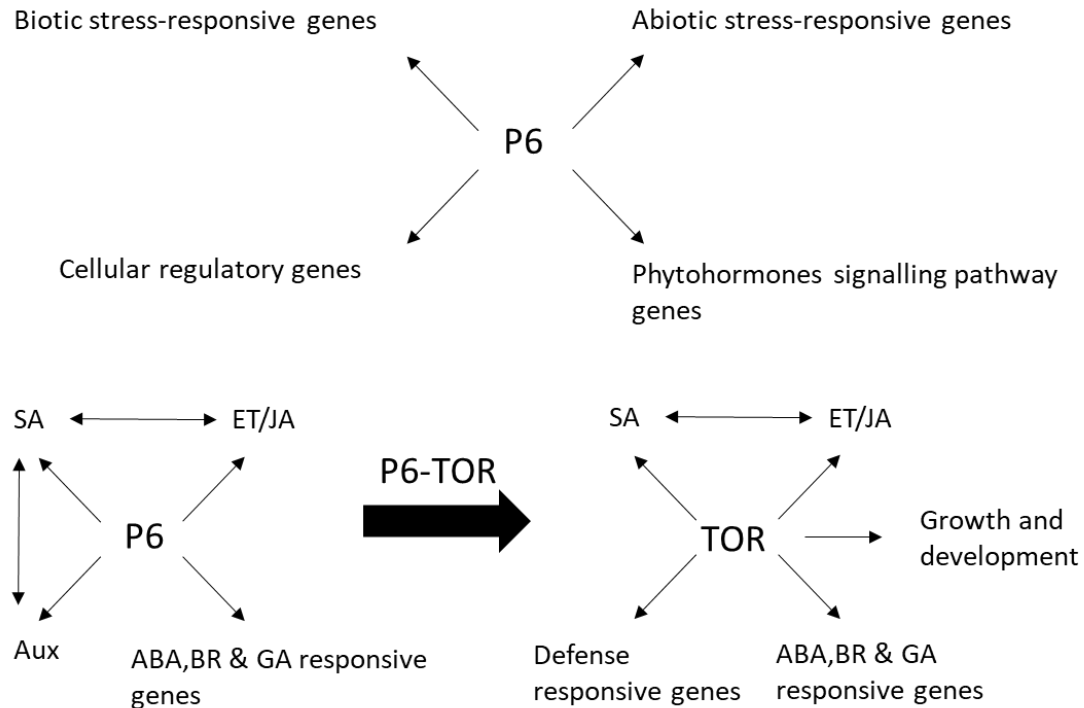 Biotic stress-responsive genes
Abiotic stress-responsive genes
P6
Cellular regulatory genes
Phytohormones signalling pathway
genes
SA
ET/JA
P6
Aux
ABA,BR & GA responsive
genes
P6-TOR
SA
ET/JA
TOR
Growth and
development
Defense
responsive genes
ABA,BR & GA
responsive genes